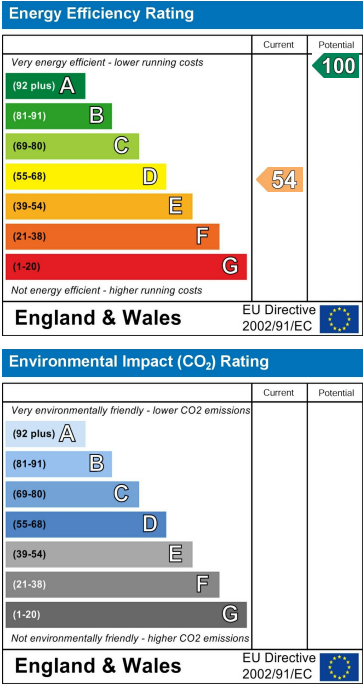 Energy Efficiency Rating
Current Potential
Very energy efficient - lower running costs
100
(92 plus) A
(81-91) B
(69-80) C
(55-68) D
54
(39-54) E
(21-38) F
(1-20) G
Not energy efficient - higher running costs
England & Wales
EU Directive
2002/91/EC
Environmental Impact (CO2) Rating
Current Potential
Very environmentally friendly - lower CO2 emissions
(92 plus) A
(81-91) B
(69-80) C
(55-68) D
(39-54) E
(21-38) F
(1-20) G
Not environmentally friendly - higher CO2 emissions
England & Wales
EU Directive
2002/91/EC